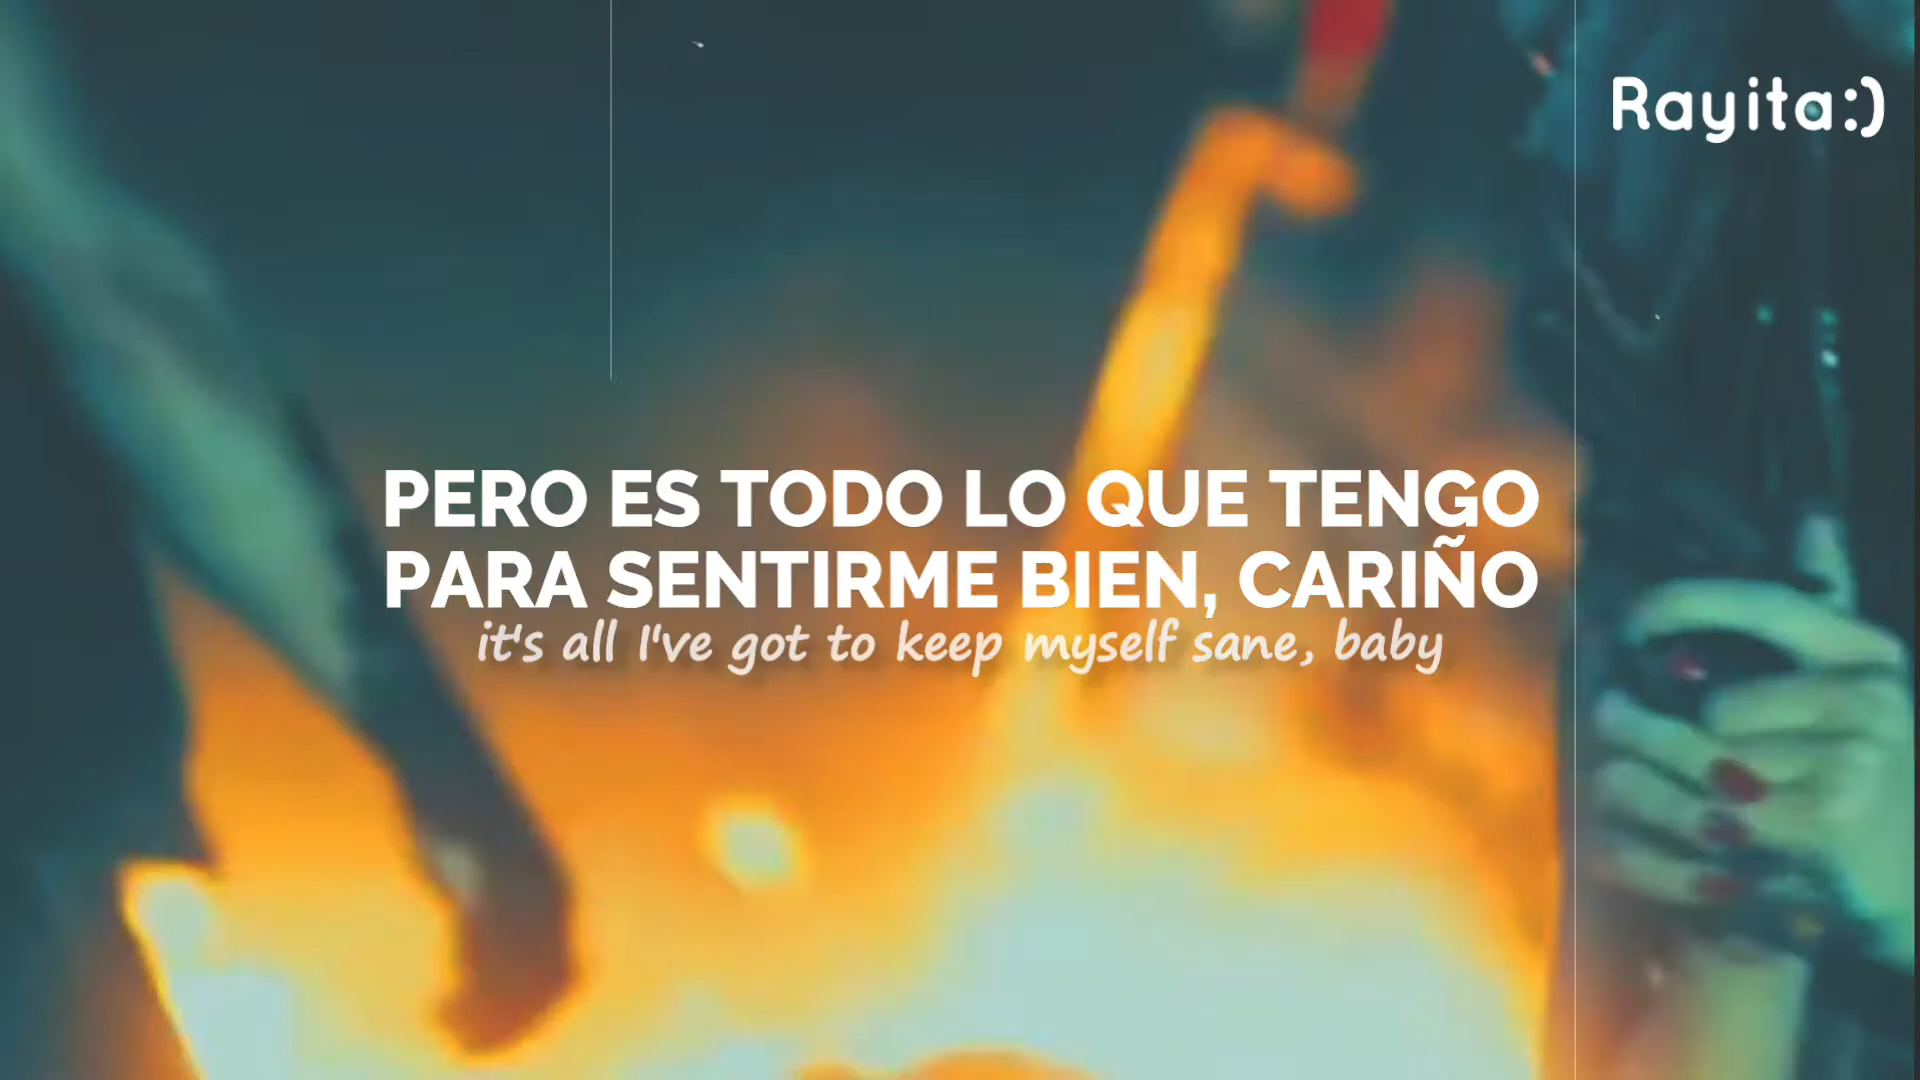 Rayita:)
PERO ES TODO LO QUE TENGO
PARA SENTIRME BIEN, CARIÑO
it's all I've got to keep myself sane, baby